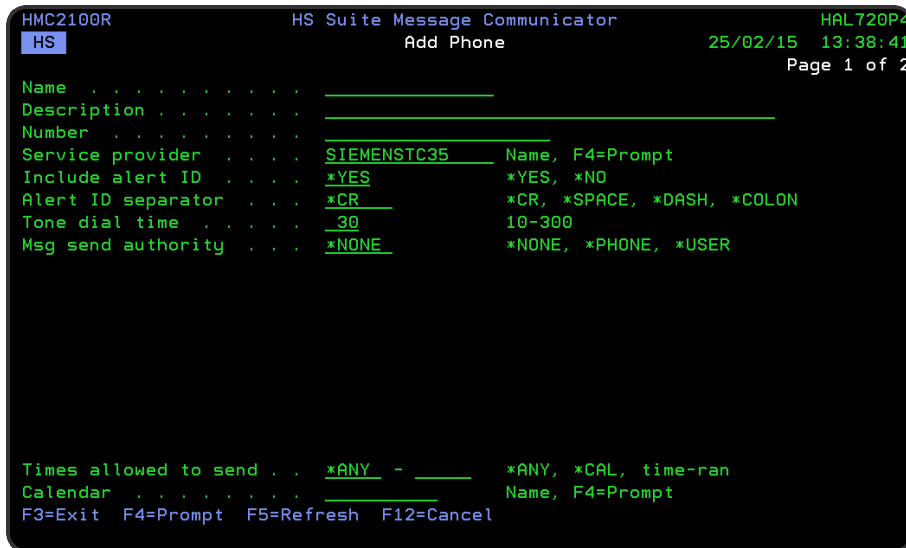 HMC2100R HS Suite Message Communicator HAL720P4
HS Add Phone 25/02/15 13:38:41
Page 1 of 2
Name . . . . . . . . . .
Description . . . . . . .
Number . . . . . . . . .
Service provider . . . . SIEMENSTC35 Name, F4=Prompt
Include alert ID . . . . *YES *YES, *NO
Alert ID separator . . . *CR *CR, *SPACE, *DASH, *COLON
Tone dial time . . . . . 30 10-300
Msg send authority . . . *NONE *NONE, *PHONE, *USER
Times allowed to send . . *ANY - *ANY, *CAL, time-ran
Calendar . . . . . . . . Name, F4=Prompt
F3=Exit F4=Prompt F5=Refresh F12=Cancel